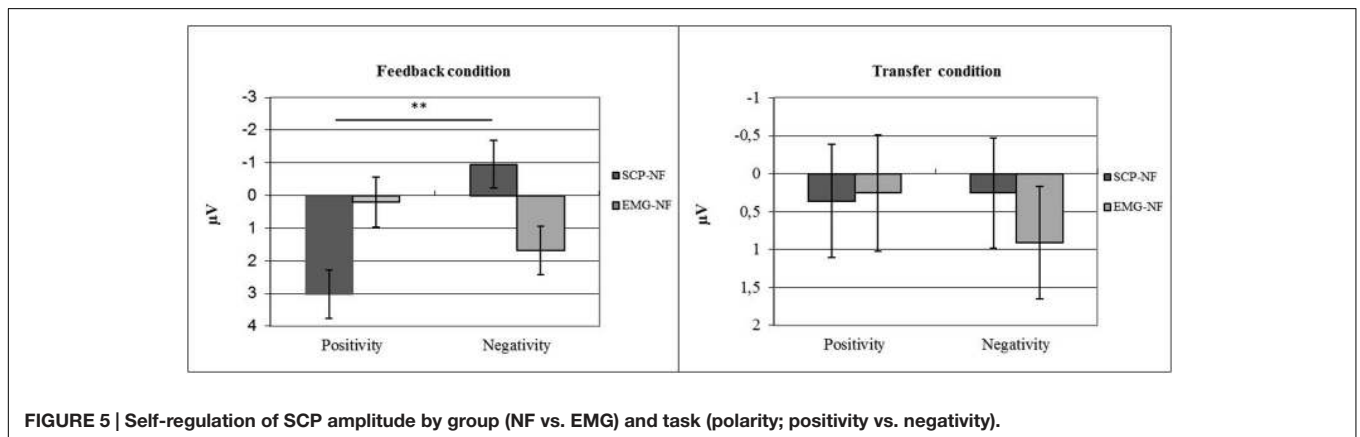 Feedback condition
-3
-2
-1
0
1
2
3
4
µV
**
Positivity
Negativity
SCP-NF
EMG-NF
Transfer condition
-1
-0,5
0
0,5
1
1,5
2
µV
Positivity
Negativity
SCP-NF
EMG-NF
FIGURE 5 | Self-regulation of SCP amplitude by group (NF vs. EMG) and task (polarity; positivity vs. negativity).